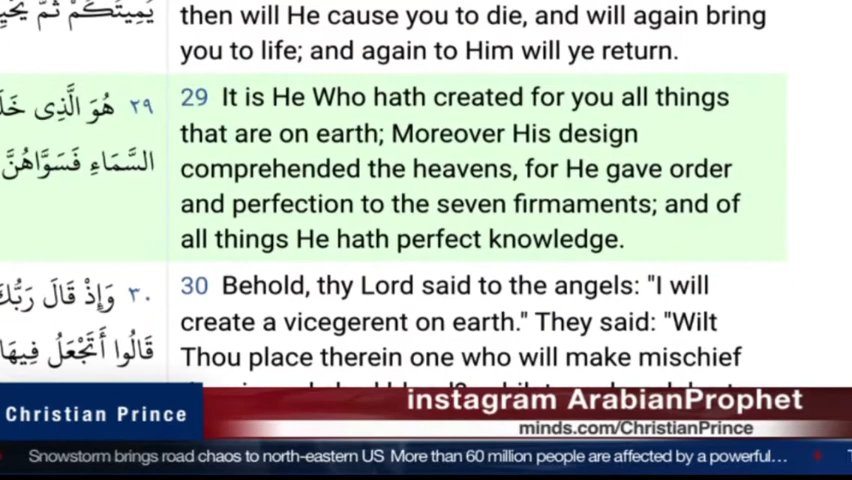 يُمِيتُكُمْ ثُمَّ
then will He cause you to die, and will again bring
you to life; and again to Him will ye return.
٢٩ هُوَ الَّذِى
29 It is He Who hath created for you all things
that are on earth; Moreover His design
السَّمَاءِ فَسَوَّاهُنَّ
comprehended the heavens, for He gave order
and perfection to the seven firmaments; and of
all things He hath perfect knowledge.
٣٠ وَإِذْ قَالَ رَبُّكَ
30 Behold, thy Lord said to the angels: "I will
create a vicegerent on earth." They said: "Wilt
قَالُوا أَتَجْعَلُ فِيهَا
Thou place therein one who will make mischief
Christian Prince
instagram ArabianProphet
minds.com/ChristianPrince
Snowstorm brings road chaos to north-eastern US More than 60 million people are affected by a powerful...